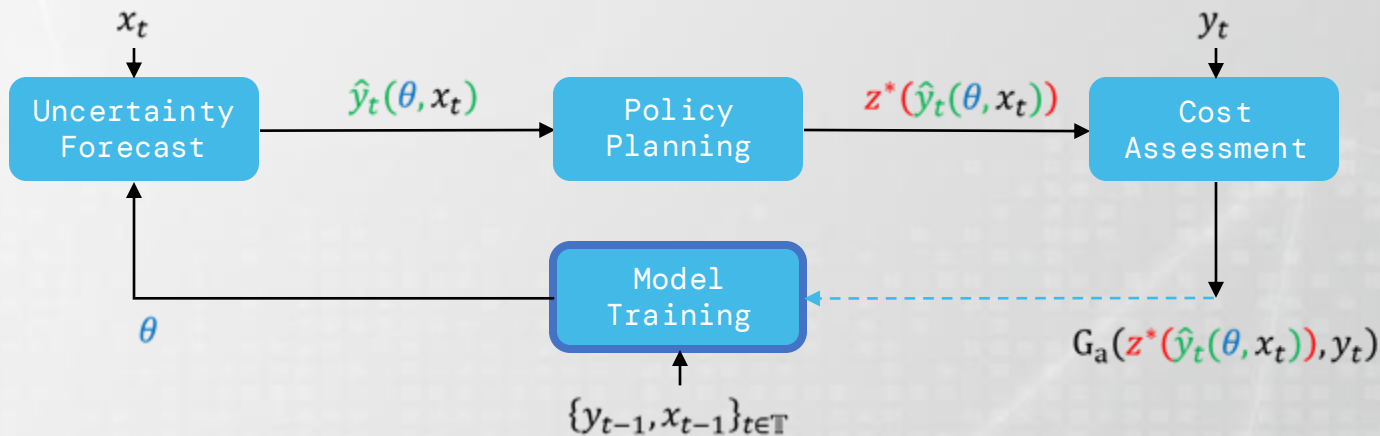 x_t
y_t
Uncertainty
Forecast
ŷ_t(θ, x_t)
Policy
Planning
z*(ŷ_t(θ, x_t))
Cost
Assessment
Model
Training
θ
G_a(z*(ŷ_t(θ, x_t)), y_t)
{y_{t−1}, x_{t−1}}_{t∈𝕋}